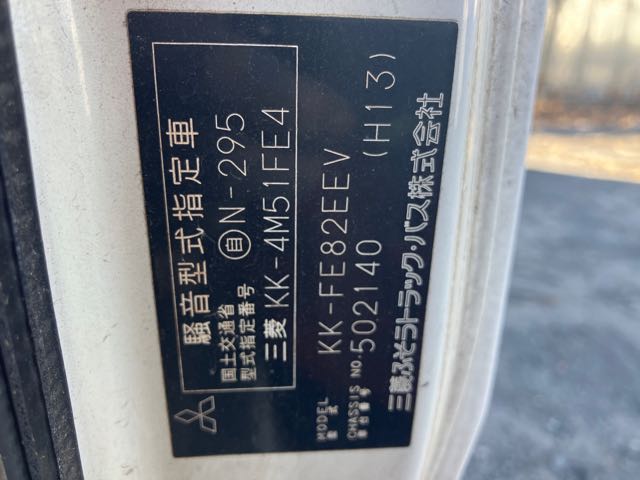 騒音型式指定車
国土交通省
型式指定番号 自N-295
三菱 KK-4M51FE4
MODEL
型式 KK-FE82EEV
CHASSIS NO.
車台番号 502140 (H13)
三菱ふそうトラック・バス株式会社